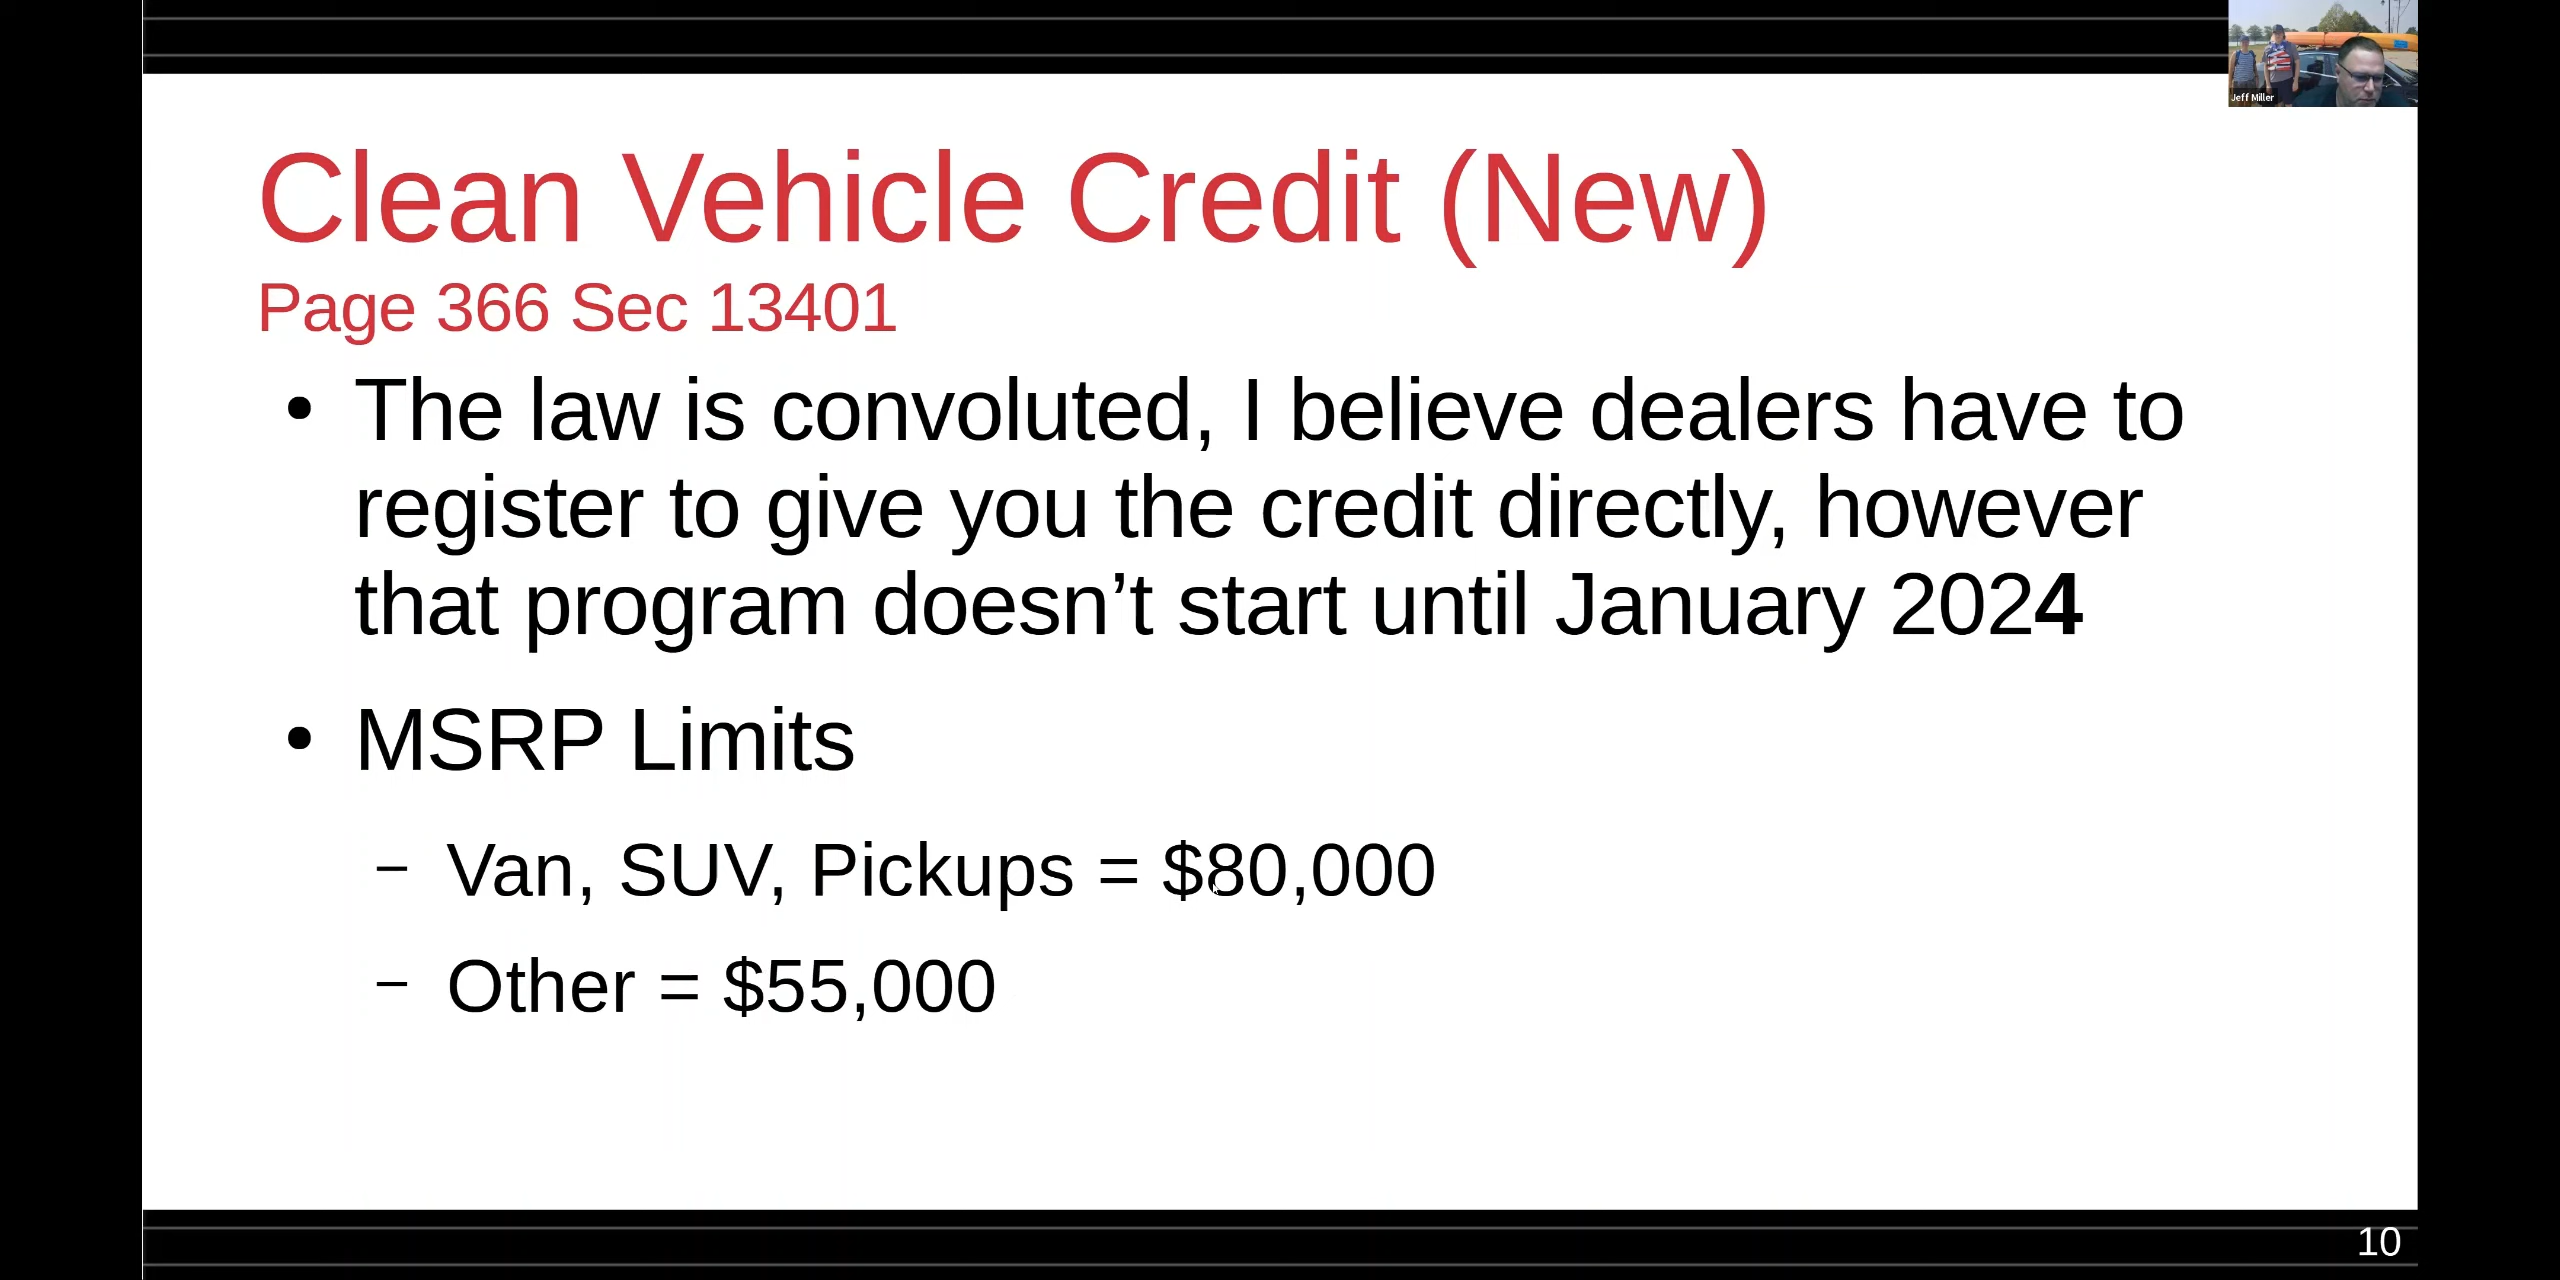 Jeff Miller
Clean Vehicle Credit (New)
Page 366 Sec 13401
• The law is convoluted, I believe dealers have to
register to give you the credit directly, however
that program doesn’t start until January 2024
• MSRP Limits
– Van, SUV, Pickups = $80,000
– Other = $55,000
10